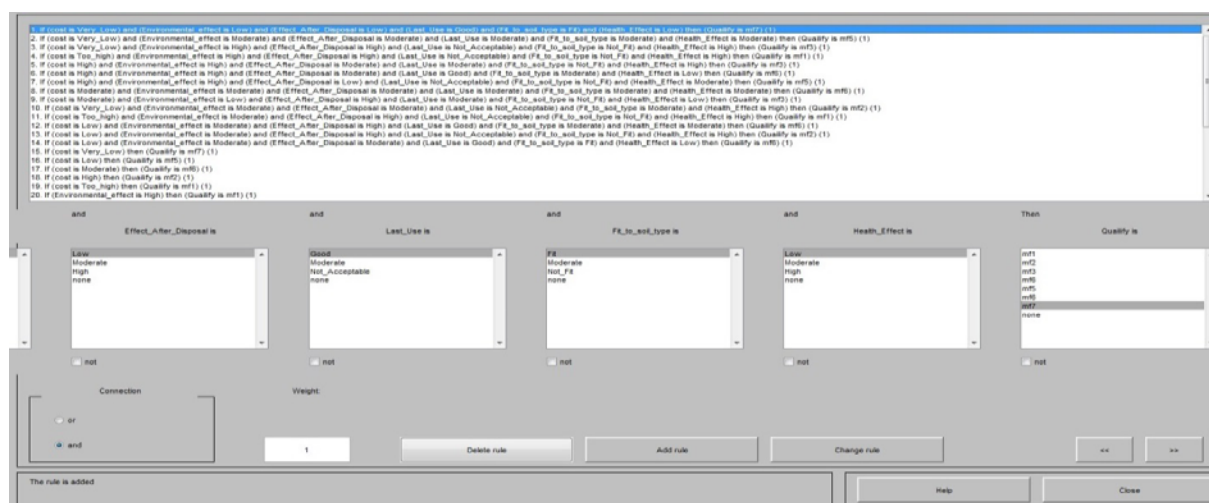 1. If (cost is Very_Low) and (Environmental_effect is Low) and (Effect_After_Disposal is Low) and (Last_Use is Good) and (Fit_to_soil_type is Fit) and (Health_Effect is Low) then (Quailify is mf7) (1)
2. If (cost is Very_Low) and (Environmental_effect is Moderate) and (Effect_After_Disposal is Moderate) and (Last_Use is Moderate) and (Fit_to_soil_type is Moderate) and (Health_Effect is Moderate) then (Quailify is mf5) (1)
3. If (cost is Very_Low) and (Environmental_effect is High) and (Effect_After_Disposal is High) and (Last_Use is Not_Acceptable) and (Fit_to_soil_type is Not_Fit) and (Health_Effect is High) then (Quailify is mf3) (1)
4. If (cost is Too_high) and (Environmental_effect is High) and (Effect_After_Disposal is High) and (Last_Use is Not_Acceptable) and (Fit_to_soil_type is Not_Fit) and (Health_Effect is High) then (Quailify is mf1) (1)
5. If (cost is High) and (Environmental_effect is High) and (Effect_After_Disposal is Moderate) and (Last_Use is Moderate) and (Fit_to_soil_type is Not_Fit) and (Health_Effect is High) then (Quailify is mf3) (1)
6. If (cost is High) and (Environmental_effect is High) and (Effect_After_Disposal is Moderate) and (Last_Use is Good) and (Fit_to_soil_type is Moderate) and (Health_Effect is Low) then (Quailify is mf6) (1)
7. If (cost is High) and (Environmental_effect is High) and (Effect_After_Disposal is Low) and (Last_Use is Not_Acceptable) and (Fit_to_soil_type is Not_Fit) and (Health_Effect is Moderate) then (Quailify is mf5) (1)
8. If (cost is Moderate) and (Environmental_effect is Moderate) and (Effect_After_Disposal is Moderate) and (Last_Use is Moderate) and (Fit_to_soil_type is Moderate) and (Health_Effect is Moderate) then (Quailify is mf6) (1)
9. If (cost is Moderate) and (Environmental_effect is Low) and (Effect_After_Disposal is High) and (Last_Use is Moderate) and (Fit_to_soil_type is Not_Fit) and (Health_Effect is Low) then (Quailify is mf3) (1)
10. If (cost is Very_Low) and (Environmental_effect is Moderate) and (Effect_After_Disposal is Moderate) and (Last_Use is Not_Acceptable) and (Fit_to_soil_type is Not_Fit) and (Health_Effect is High) then (Quailify is mf2) (1)
11. If (cost is Too_high) and (Environmental_effect is Moderate) and (Effect_After_Disposal is High) and (Last_Use is Not_Acceptable) and (Fit_to_soil_type is Not_Fit) and (Health_Effect is High) then (Quailify is mf1) (1)
12. If (cost is Low) and (Environmental_effect is Moderate) and (Effect_After_Disposal is High) and (Last_Use is Good) and (Fit_to_soil_type is Moderate) and (Health_Effect is Moderate) then (Quailify is mf6) (1)
13. If (cost is Low) and (Environmental_effect is Moderate) and (Effect_After_Disposal is High) and (Last_Use is Not_Acceptable) and (Fit_to_soil_type is Moderate) and (Health_Effect is High) then (Quailify is mf2) (1)
14. If (cost is Low) and (Environmental_effect is Moderate) and (Effect_After_Disposal is Moderate) and (Last_Use is Good) and (Fit_to_soil_type is Fit) and (Health_Effect is Low) then (Quailify is mf6) (1)
15. If (cost is Very_Low) then (Quailify is mf7) (1)
16. If (cost is Low) then (Quailify is mf5) (1)
17. If (cost is Moderate) then (Quailify is mf6) (1)
18. If (cost is High) then (Quailify is mf2) (1)
19. If (cost is Too_high) then (Quailify is mf1) (1)
20. If (Environmental_effect is High) then (Quailify is mf1) (1)
and and and and Then
Effect_After_Disposal is Last_Use is Fit_to_soil_type is Health_Effect is Quailify is
Low Good Fit Low mf1
Moderate Moderate Moderate Moderate mf2
High Not_Acceptable Not_Fit High mf3
none none none none mf6
mf5
mf6
mf7
none
not not not not
Connection Weight:
or
and 1 Delete rule Add rule Change rule << >>
The rule is added Help Close